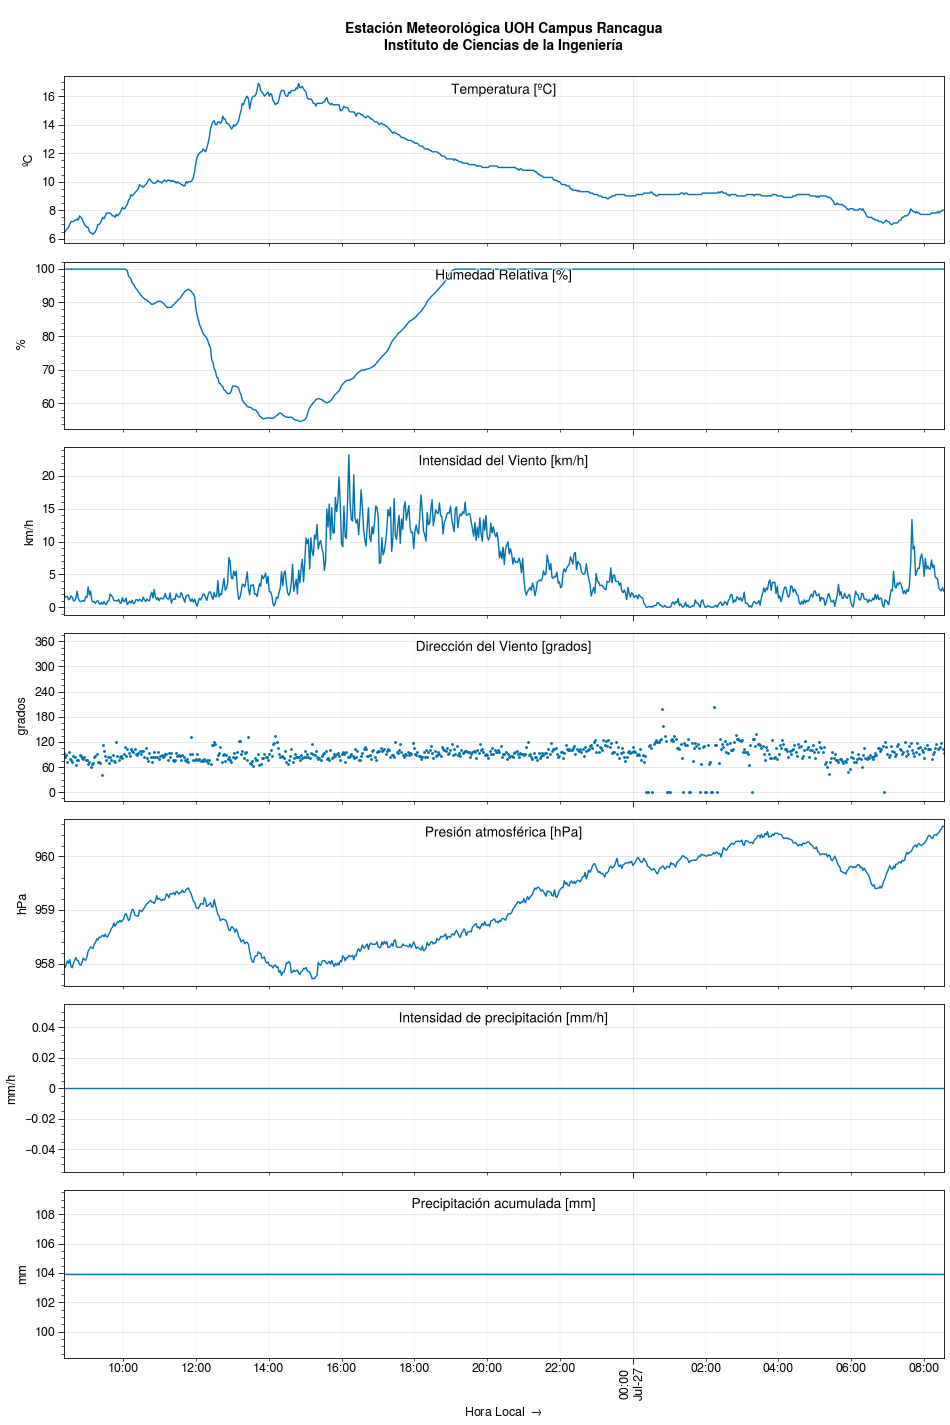 Estación Meteorológica UOH Campus Rancagua
Instituto de Ciencias de la Ingeniería
Temperatura [ºC]
ºC
16
14
12
10
8
6
Humedad Relativa [%]
%
100
90
80
70
60
Intensidad del Viento [km/h]
km/h
20
15
10
5
0
Dirección del Viento [grados]
grados
360
300
240
180
120
60
0
Presión atmosférica [hPa]
hPa
960
959
958
Intensidad de precipitación [mm/h]
mm/h
0.04
0.02
0
−0.02
−0.04
Precipitación acumulada [mm]
mm
108
106
104
102
100
10:00 12:00 14:00 16:00 18:00 20:00 22:00 00:00 02:00 04:00 06:00 08:00
Jul-27
Hora Local →